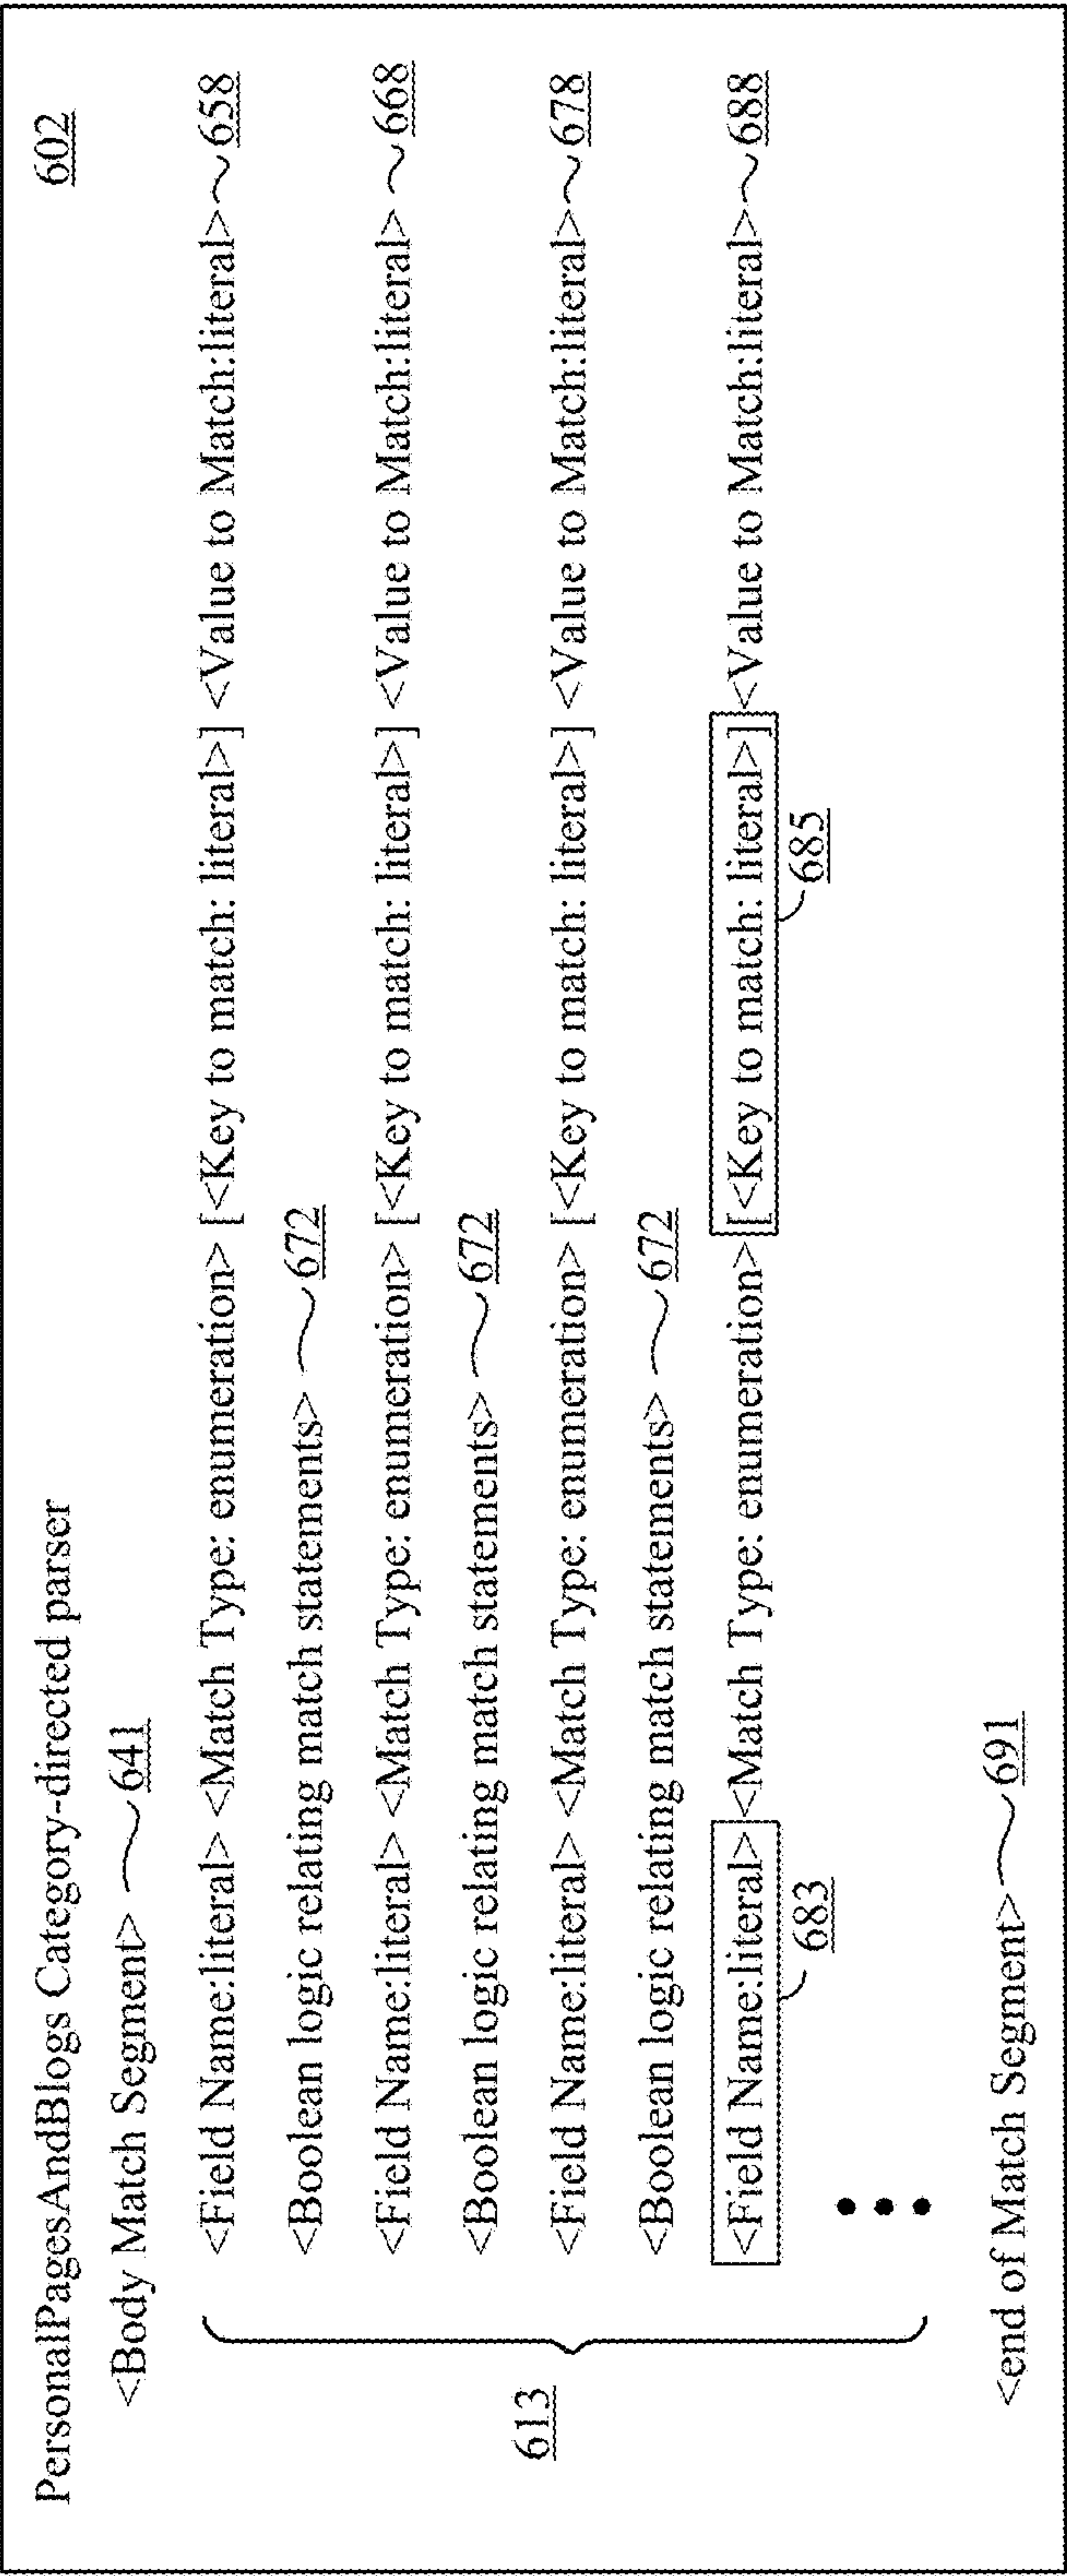 602
PersonalPagesAndBlogs Category-directed parser
<Body Match Segment> 641
<Field Name:literal> <Match Type: enumeration> [<Key to match: literal>] <Value to Match:literal> 658
<Boolean logic relating match statements> 672
<Field Name:literal> <Match Type: enumeration> [<Key to match: literal>] <Value to Match:literal> 668
<Boolean logic relating match statements> 672
<Field Name:literal> <Match Type: enumeration> [<Key to match: literal>] <Value to Match:literal> 678
<Boolean logic relating match statements> 672
<Field Name:literal> <Match Type: enumeration> [<Key to match: literal>] <Value to Match:literal> 688
683
685
613
<end of Match Segment> 691